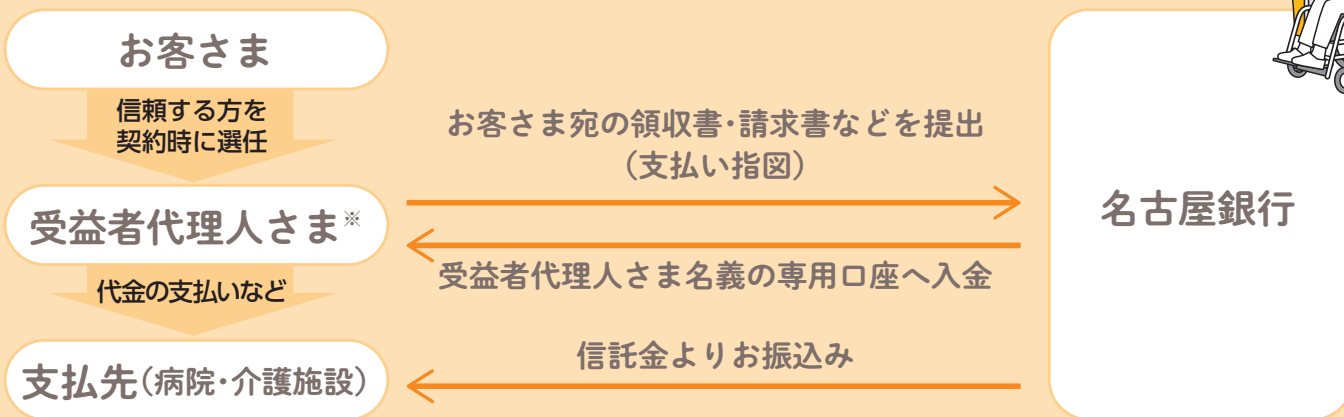 お客さま
信頼する方を
契約時に選任
お客さま宛の領収書・請求書などを提出
(支払い指図)
受益者代理人さま※
名古屋銀行
受益者代理人さま名義の専用口座へ入金
代金の支払いなど
信託金よりお振込み
支払先(病院・介護施設)